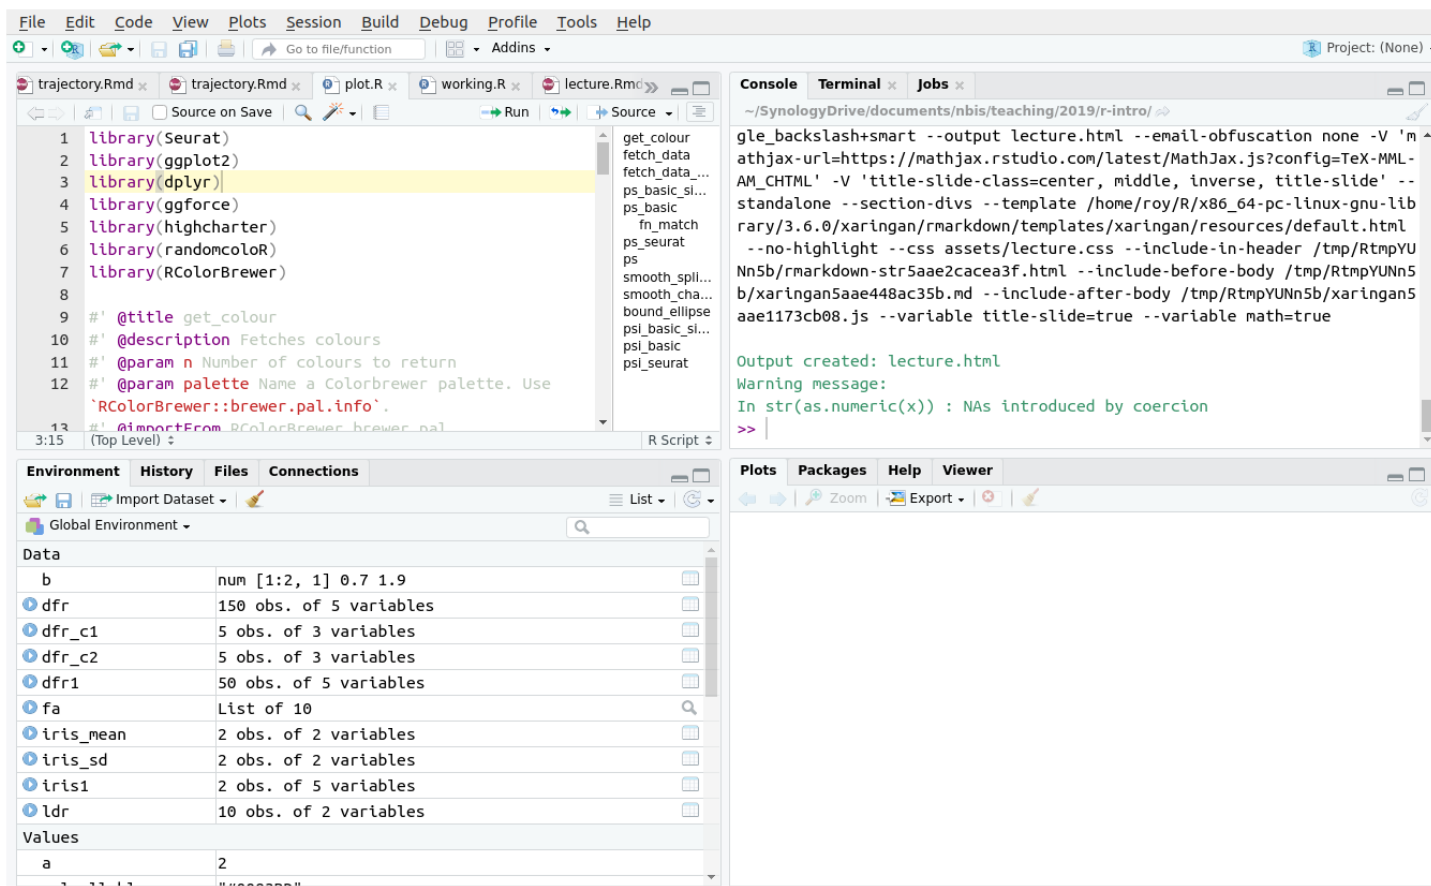 File Edit Code View Plots Session Build Debug Profile Tools Help
Go to file/function Addins Project: (None)
trajectory.Rmd trajectory.Rmd plot.R working.R lecture.Rmd
Source on Save Run Source
1 library(Seurat)
2 library(ggplot2)
3 library(dplyr)
4 library(ggforce)
5 library(highcharter)
6 library(randomcoloR)
7 library(RColorBrewer)
8
9 #' @title get_colour
10 #' @description Fetches colours
11 #' @param n Number of colours to return
12 #' @param palette Name a Colorbrewer palette. Use
`RColorBrewer::brewer.pal.info`.
13 #' @importFrom RColorBrewer brewer.pal
3:15 (Top Level) R Script
get_colour
fetch_data
fetch_data_...
ps_basic_si...
ps_basic
fn_match
ps_seurat
ps
smooth_spli...
smooth_cha...
bound_ellipse
psi_basic_si...
psi_basic
psi_seurat
Console Terminal Jobs
~/SynologyDrive/documents/nbis/teaching/2019/r-intro/
gle_backslash+smart --output lecture.html --email-obfuscation none -V 'm
athjax-url=https://mathjax.rstudio.com/latest/MathJax.js?config=TeX-MML-
AM_CHTML' -V 'title-slide-class=center, middle, inverse, title-slide' --
standalone --section-divs --template /home/roy/R/x86_64-pc-linux-gnu-lib
rary/3.6.0/xaringan/rmarkdown/templates/xaringan/resources/default.html
--no-highlight --css assets/lecture.css --include-in-header /tmp/RtmpYU
Nn5b/rmarkdown-str5aae2cacea3f.html --include-before-body /tmp/RtmpYUNn5
b/xaringan5aae448ac35b.md --include-after-body /tmp/RtmpYUNn5b/xaringan5
aae1173cb08.js --variable title-slide=true --variable math=true
Output created: lecture.html
Warning message:
In str(as.numeric(x)) : NAs introduced by coercion
>>
Environment History Files Connections
Import Dataset List
Global Environment
Data
b num [1:2, 1] 0.7 1.9
dfr 150 obs. of 5 variables
dfr_c1 5 obs. of 3 variables
dfr_c2 5 obs. of 3 variables
dfr1 50 obs. of 5 variables
fa List of 10
iris_mean 2 obs. of 2 variables
iris_sd 2 obs. of 2 variables
iris1 2 obs. of 5 variables
ldr 10 obs. of 2 variables
Values
a 2
Plots Packages Help Viewer
Zoom Export